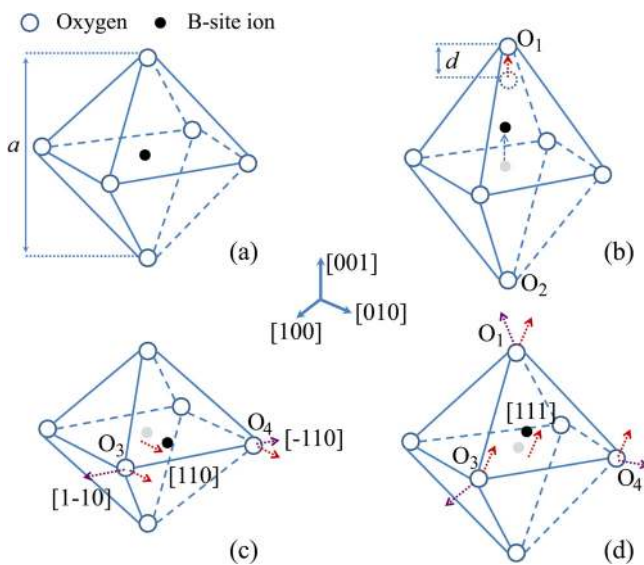 Oxygen B-site ion
a
(a)
d
O₁
O₂
(b)
[001]
[100]
[010]
O₃
O₄
[-110]
[110]
[1-10]
(c)
O₁
[111]
O₃
O₄
(d)